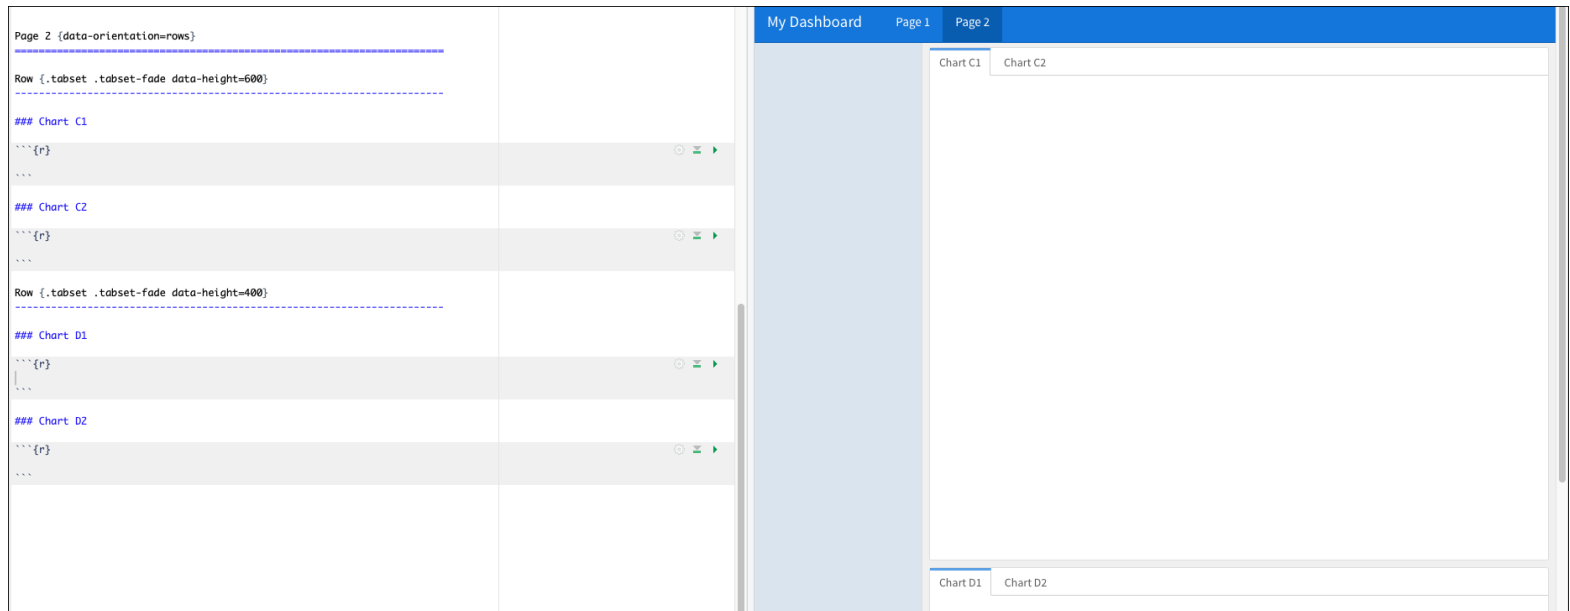 Page 2 {data-orientation=rows}
=======================================================================
Row {.tabset .tabset-fade data-height=600}
-----------------------------------------------------------------------
### Chart C1
```{r}
```
### Chart C2
```{r}
```
Row {.tabset .tabset-fade data-height=400}
-----------------------------------------------------------------------
### Chart D1
```{r}
```
### Chart D2
```{r}
```
My Dashboard Page 1 Page 2
Chart C1 Chart C2
Chart D1 Chart D2